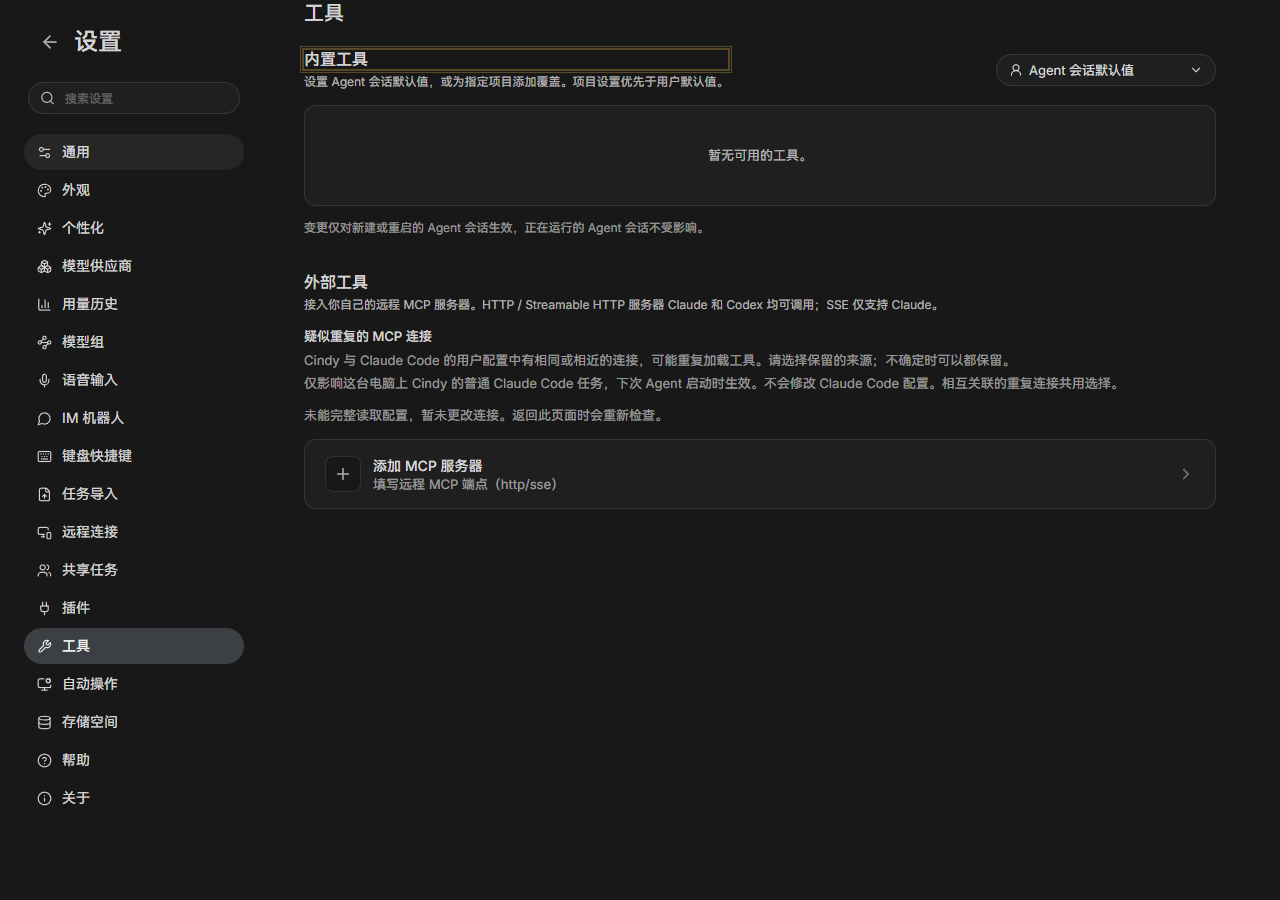 设置
搜索设置
通用
外观
个性化
模型供应商
用量历史
模型组
语音输入
IM 机器人
键盘快捷键
任务导入
远程连接
共享任务
插件
工具
自动操作
存储空间
帮助
关于
工具
内置工具
设置 Agent 会话默认值，或为指定项目添加覆盖。项目设置优先于用户默认值。
Agent 会话默认值
暂无可用的工具。
变更仅对新建或重启的 Agent 会话生效，正在运行的 Agent 会话不受影响。
外部工具
接入你自己的远程 MCP 服务器。HTTP / Streamable HTTP 服务器 Claude 和 Codex 均可调用；SSE 仅支持 Claude。
疑似重复的 MCP 连接
Cindy 与 Claude Code 的用户配置中有相同或相近的连接，可能重复加载工具。请选择保留的来源；不确定时可以都保留。
仅影响这台电脑上 Cindy 的普通 Claude Code 任务，下次 Agent 启动时生效。不会修改 Claude Code 配置。相互关联的重复连接共用选择。
未能完整读取配置，暂未更改连接。返回此页面时会重新检查。
添加 MCP 服务器
填写远程 MCP 端点（http/sse）